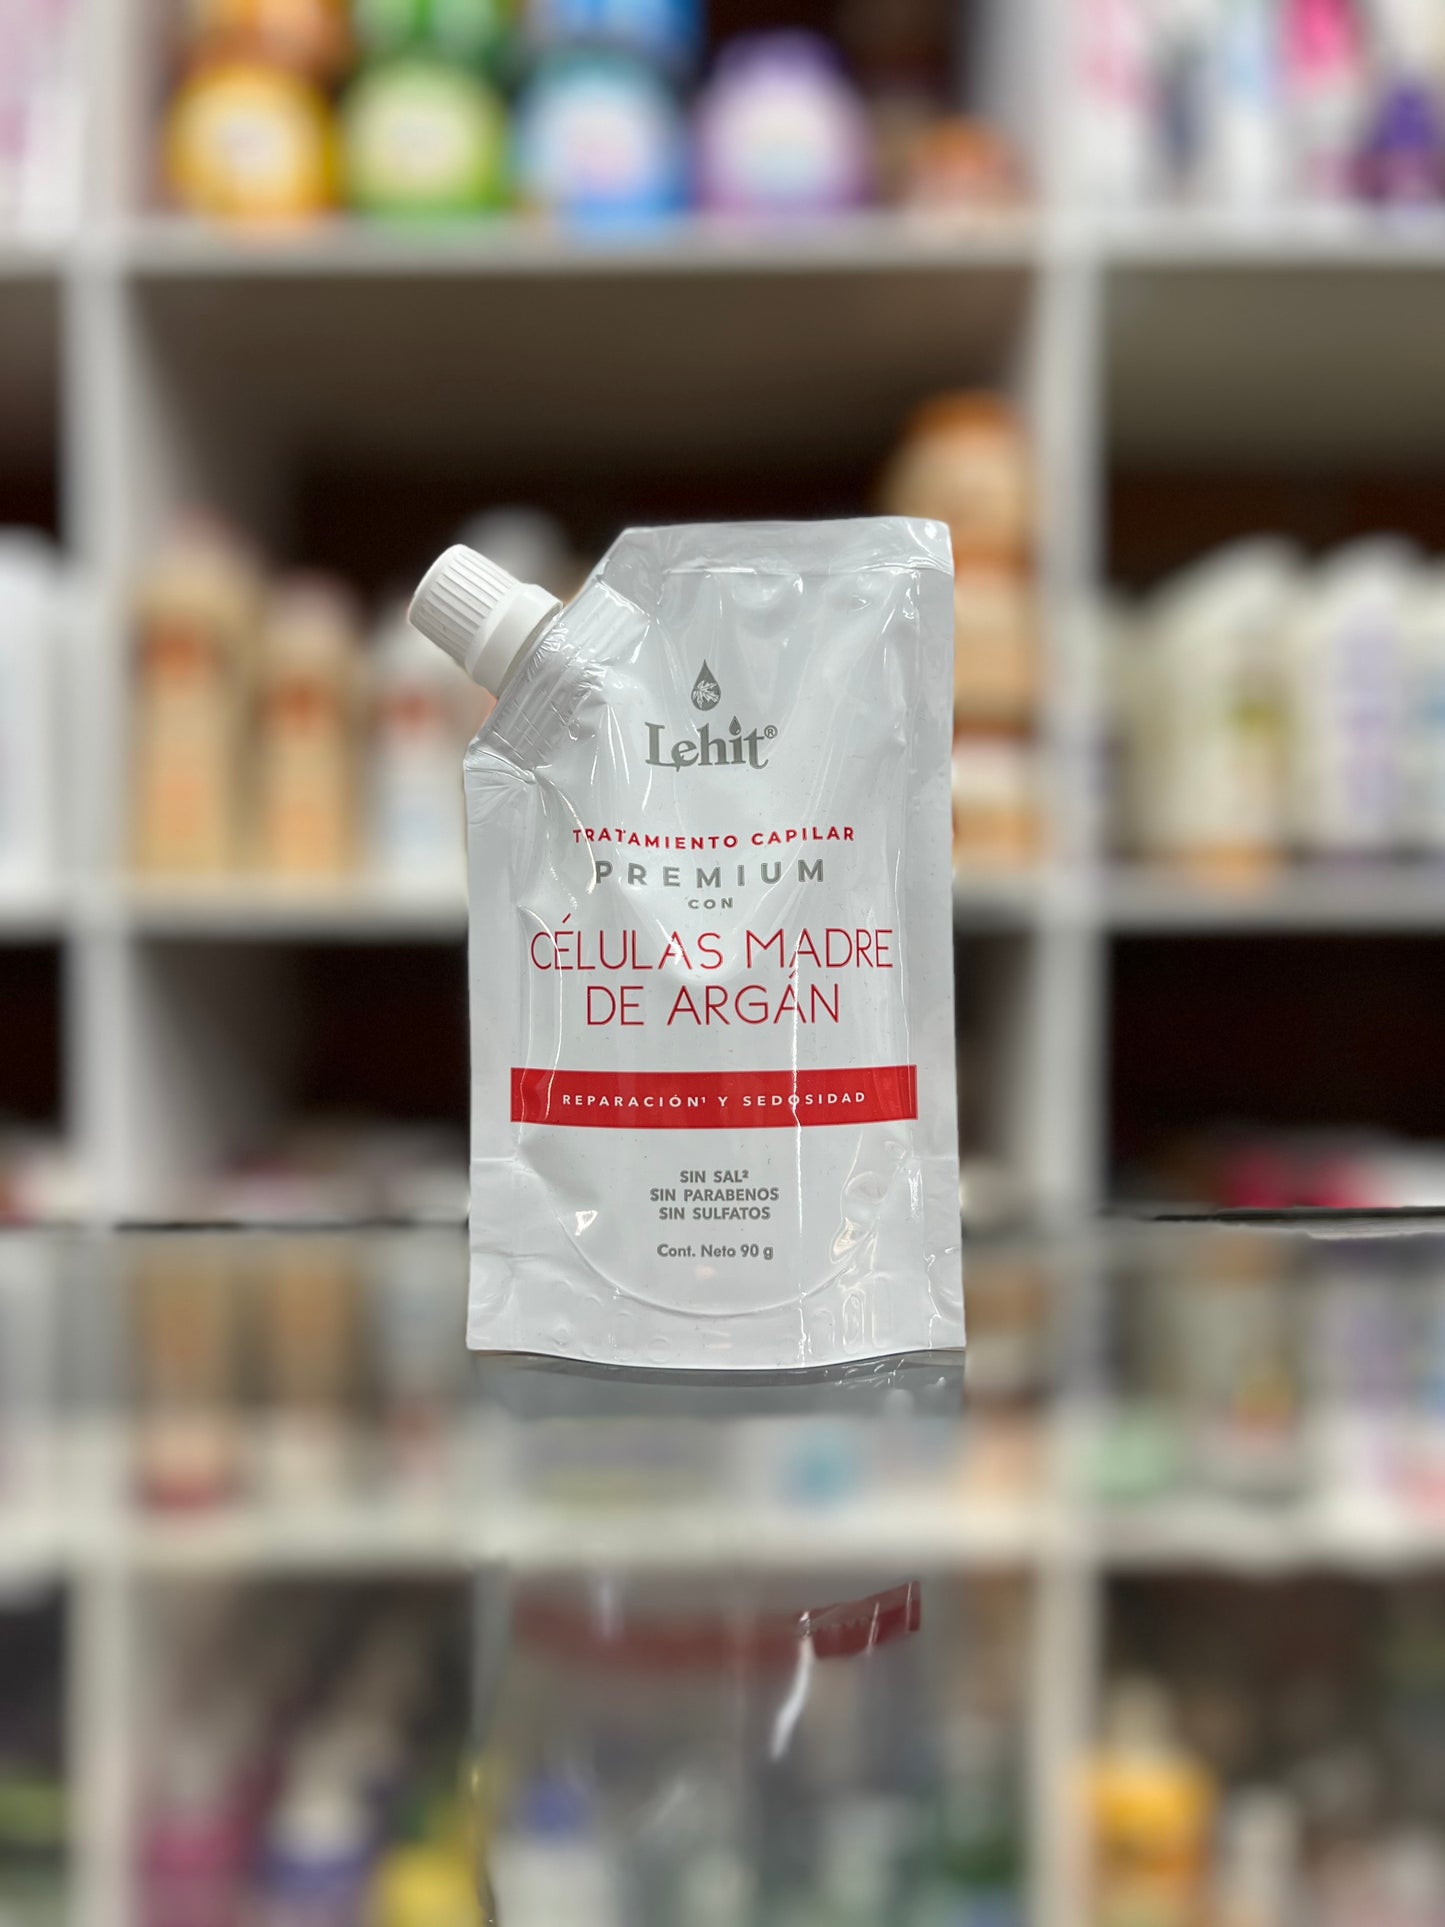 Lehit®
TRATAMIENTO CAPILAR
PREMIUM
CON
CÉLULAS MADRE
DE ARGÁN
REPARACIÓN¹ Y SEDOSIDAD
SIN SAL²
SIN PARABENOS
SIN SULFATOS
Cont. Neto 90 g